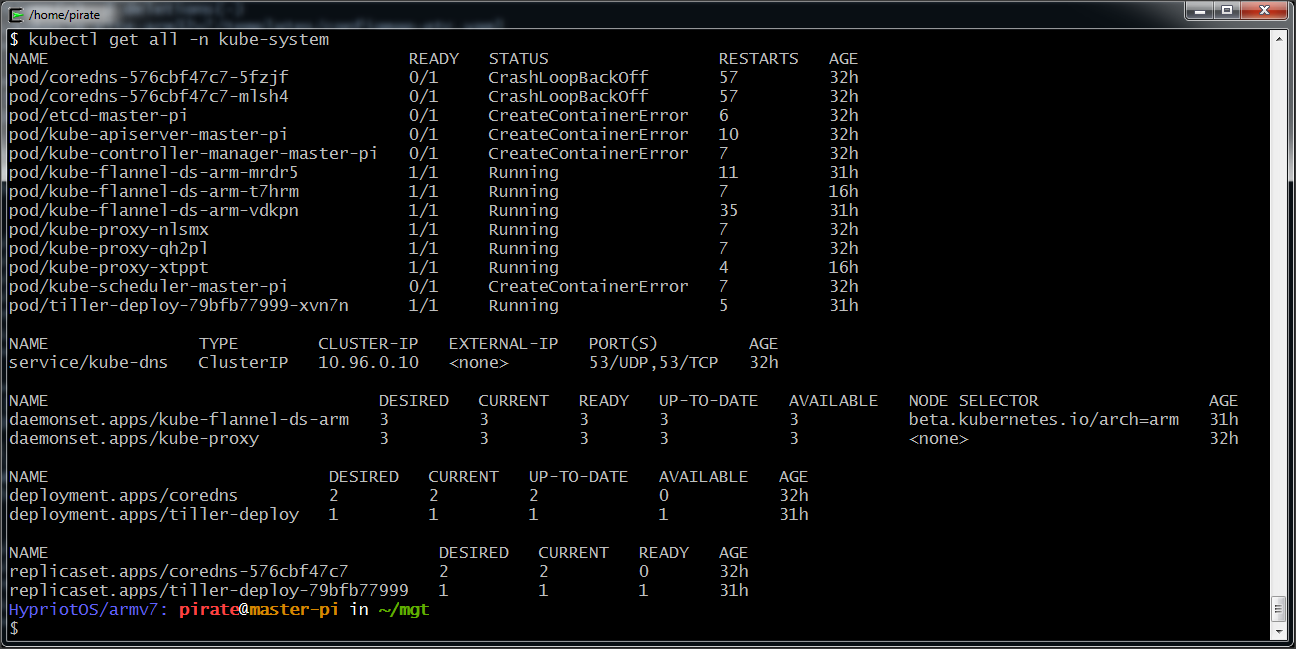 /home/pirate
$ kubectl get all -n kube-system
NAME READY STATUS RESTARTS AGE
pod/coredns-576cbf47c7-5fzjf 0/1 CrashLoopBackOff 57 32h
pod/coredns-576cbf47c7-mlsh4 0/1 CrashLoopBackOff 57 32h
pod/etcd-master-pi 0/1 CreateContainerError 6 32h
pod/kube-apiserver-master-pi 0/1 CreateContainerError 10 32h
pod/kube-controller-manager-master-pi 0/1 CreateContainerError 7 32h
pod/kube-flannel-ds-arm-mrdr5 1/1 Running 11 31h
pod/kube-flannel-ds-arm-t7hrm 1/1 Running 7 16h
pod/kube-flannel-ds-arm-vdkpn 1/1 Running 35 31h
pod/kube-proxy-nlsmx 1/1 Running 7 32h
pod/kube-proxy-qh2pl 1/1 Running 7 32h
pod/kube-proxy-xtppt 1/1 Running 4 16h
pod/kube-scheduler-master-pi 0/1 CreateContainerError 7 32h
pod/tiller-deploy-79bfb77999-xvn7n 1/1 Running 5 31h
NAME TYPE CLUSTER-IP EXTERNAL-IP PORT(S) AGE
service/kube-dns ClusterIP 10.96.0.10 <none> 53/UDP,53/TCP 32h
NAME DESIRED CURRENT READY UP-TO-DATE AVAILABLE NODE SELECTOR AGE
daemonset.apps/kube-flannel-ds-arm 3 3 3 3 3 beta.kubernetes.io/arch=arm 31h
daemonset.apps/kube-proxy 3 3 3 3 3 <none> 32h
NAME DESIRED CURRENT UP-TO-DATE AVAILABLE AGE
deployment.apps/coredns 2 2 2 0 32h
deployment.apps/tiller-deploy 1 1 1 1 31h
NAME DESIRED CURRENT READY AGE
replicaset.apps/coredns-576cbf47c7 2 2 0 32h
replicaset.apps/tiller-deploy-79bfb77999 1 1 1 31h
HypriotOS/armv7: pirate@master-pi in ~/mgt
$